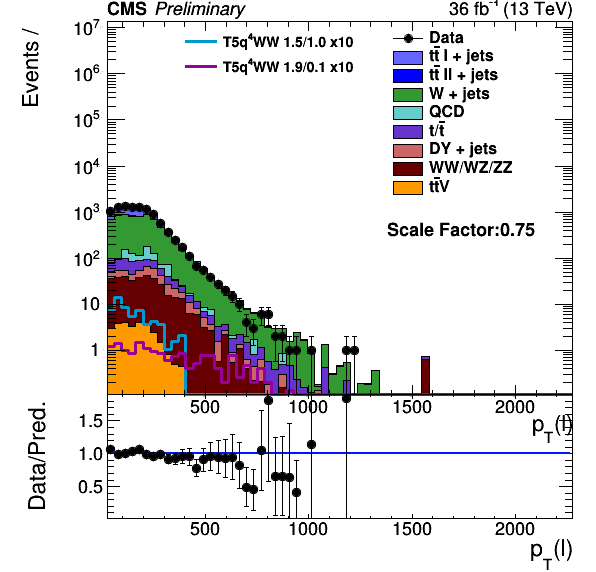 CMS Preliminary 36 fb⁻¹ (13 TeV)
Events /
10⁷
10⁶
10⁵
10⁴
10³
10²
10
1
T5q⁴WW 1.5/1.0 x10
T5q⁴WW 1.9/0.1 x10
Data
tt̄ l + jets
tt̄ ll + jets
W + jets
QCD
t/t̄
DY + jets
WW/WZ/ZZ
tt̄V
Scale Factor:0.75
500 1000 1500 2000
p_T(l)
Data/Pred.
1.5
1.0
0.5
500 1000 1500 2000
p_T(l)